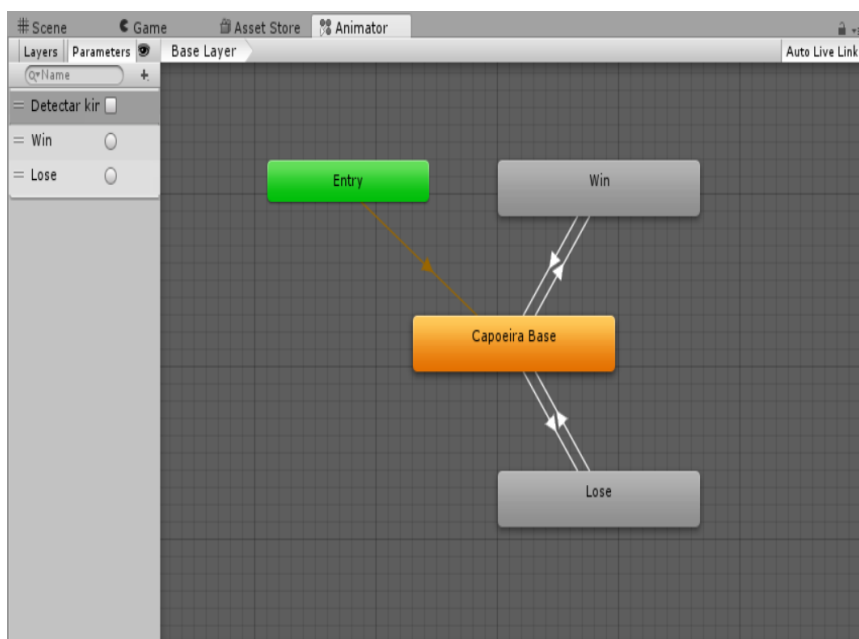 Scene Game Asset Store Animator
Layers Parameters Base Layer Auto Live Link
Name
Detectar kir
Win
Lose
Entry
Win
Capoeira Base
Lose